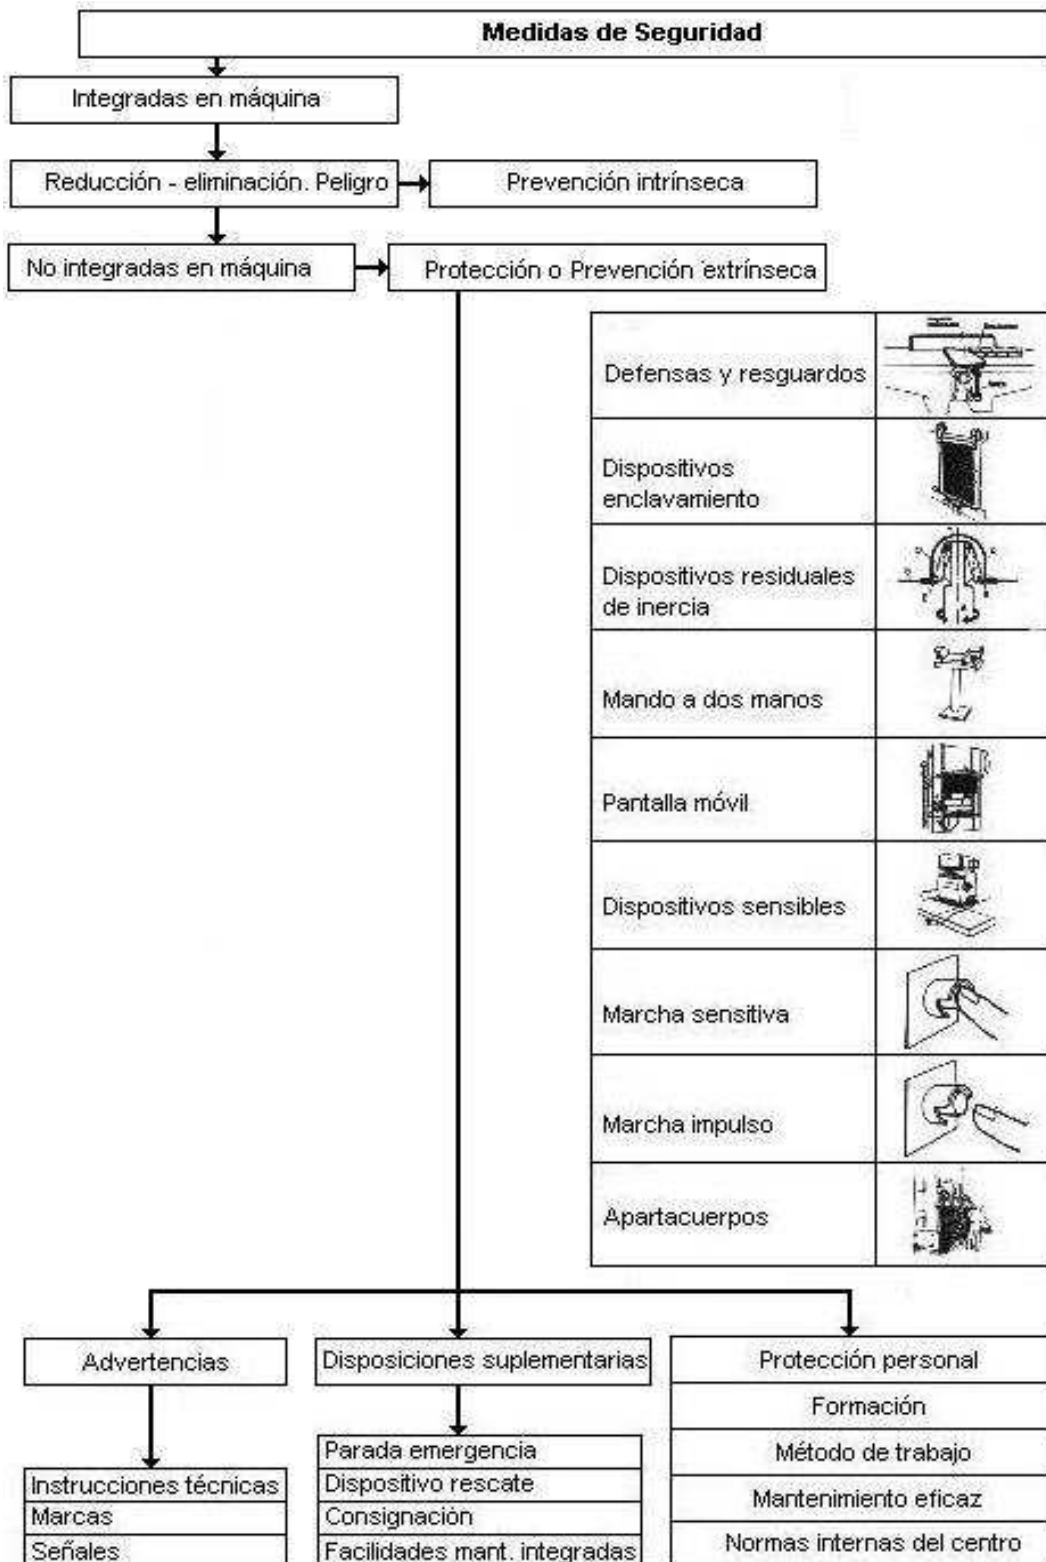 Medidas de Seguridad
Integradas en máquina
Reducción - eliminación. Peligro
Prevención intrínseca
No integradas en máquina
Protección o Prevención extrínseca
Defensas y resguardos
Dispositivos
enclavamiento
Dispositivos residuales
de inercia
Mando a dos manos
Pantalla móvil
Dispositivos sensibles
Marcha sensitiva
Marcha impulso
Apartacuerpos
Advertencias
Instrucciones técnicas
Marcas
Señales
Disposiciones suplementarias
Parada emergencia
Dispositivo rescate
Consignación
Facilidades mant. integradas
Protección personal
Formación
Método de trabajo
Mantenimiento eficaz
Normas internas del centro